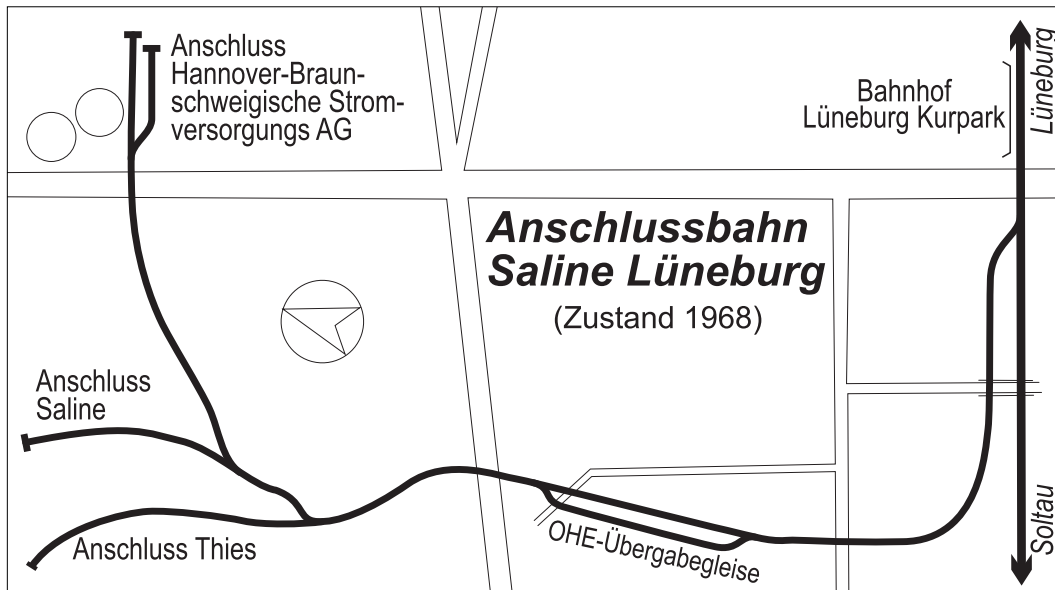 Anschluss
Hannover-Braun-
schweigische Strom-
versorgungs AG
Bahnhof
Lüneburg Kurpark
Lüneburg
Anschlussbahn
Saline Lüneburg
(Zustand 1968)
Anschluss
Saline
Anschluss Thies
OHE-Übergabegleise
Soltau